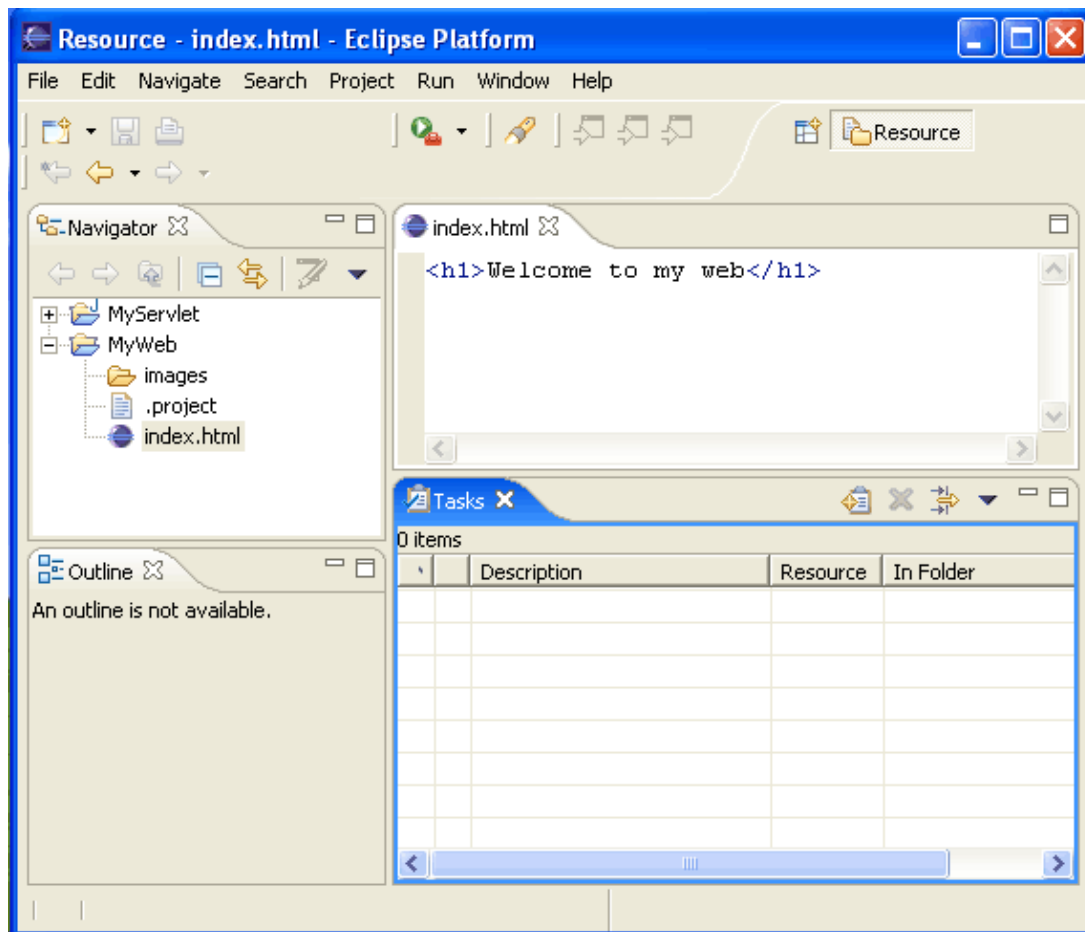 Resource - index.html - Eclipse Platform
File Edit Navigate Search Project Run Window Help
Resource
Navigator
MyServlet
MyWeb
images
.project
index.html
Outline
An outline is not available.
index.html
<h1>Welcome to my web</h1>
Tasks
0 items
Description Resource In Folder